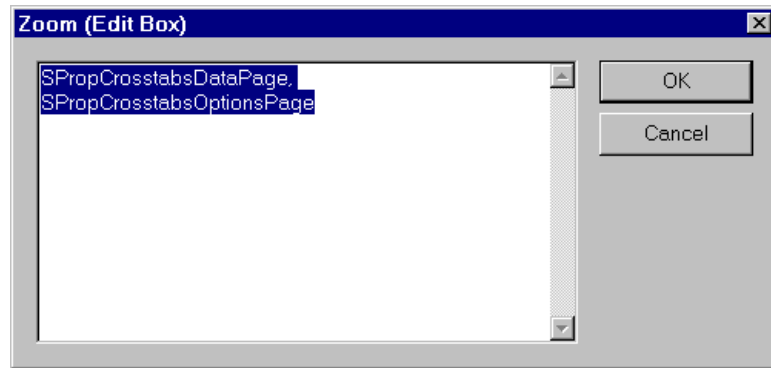 Zoom (Edit Box)
SPropCrosstabsDataPage,
SPropCrosstabsOptionsPage
OK
Cancel